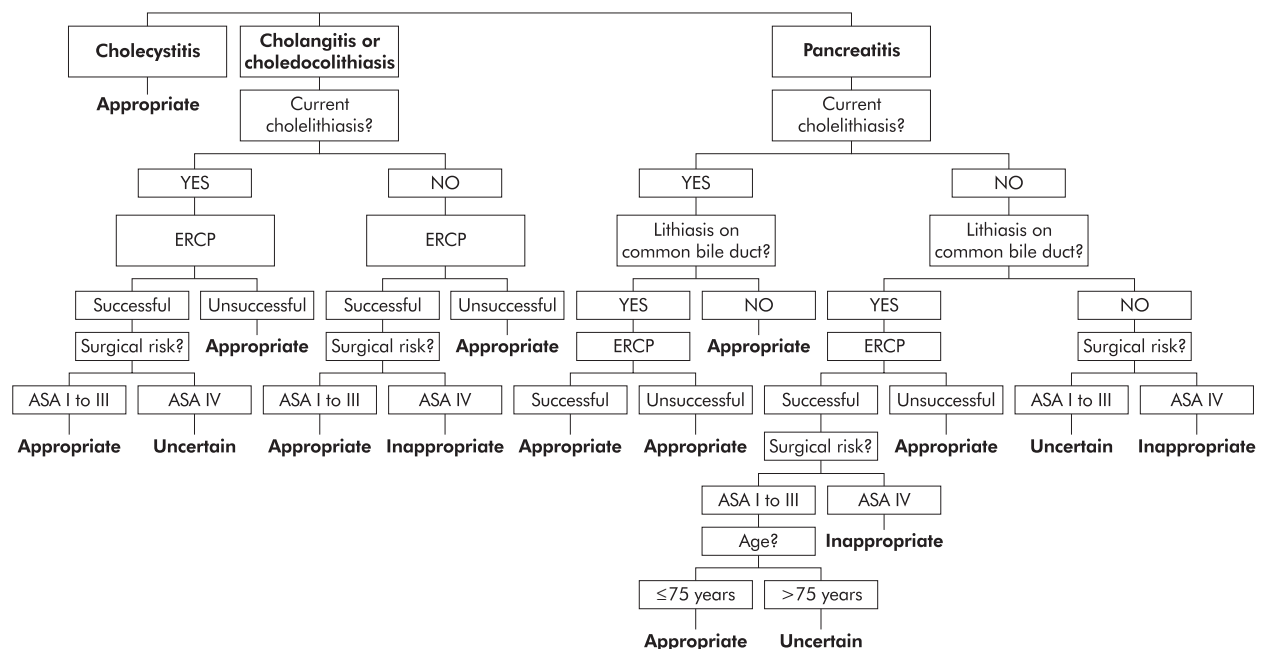 Cholecystitis
Cholangitis or
choledocolithiasis
Pancreatitis
Appropriate
Current
cholelithiasis?
Current
cholelithiasis?
YES
NO
YES
NO
ERCP
ERCP
Lithiasis on
common bile duct?
Lithiasis on
common bile duct?
Successful
Unsuccessful
Successful
Unsuccessful
YES
NO
YES
NO
Surgical risk?
Appropriate
Surgical risk?
Appropriate
ERCP
Appropriate
ERCP
Surgical risk?
ASA I to III
ASA IV
ASA I to III
ASA IV
Successful
Unsuccessful
Successful
Unsuccessful
ASA I to III
ASA IV
Appropriate
Uncertain
Appropriate
Inappropriate
Appropriate
Appropriate
Surgical risk?
Appropriate
Uncertain
Inappropriate
ASA I to III
ASA IV
Age?
Inappropriate
≤75 years
>75 years
Appropriate
Uncertain